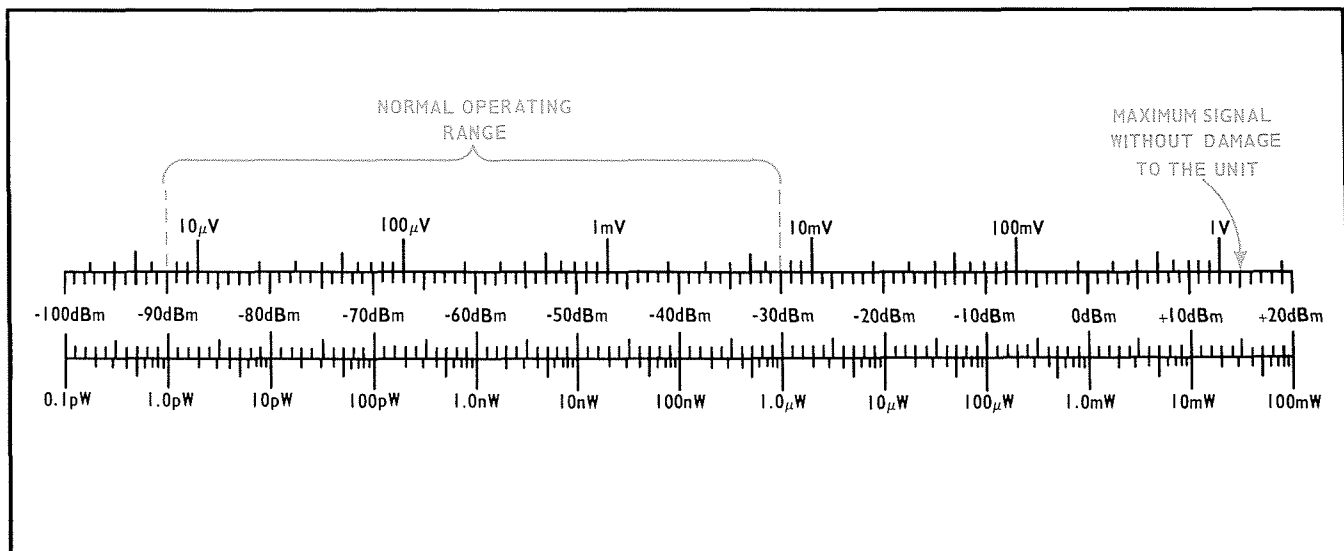 NORMAL OPERATING
RANGE
MAXIMUM SIGNAL
WITHOUT DAMAGE
TO THE UNIT
10μV 100μV 1mV 10mV 100mV 1V
-100dBm -90dBm -80dBm -70dBm -60dBm -50dBm -40dBm -30dBm -20dBm -10dBm 0dBm +10dBm +20dBm
0.1pW 1.0pW 10pW 100pW 1.0nW 10nW 100nW 1.0μW 10μW 100μW 1.0mW 10mW 100mW